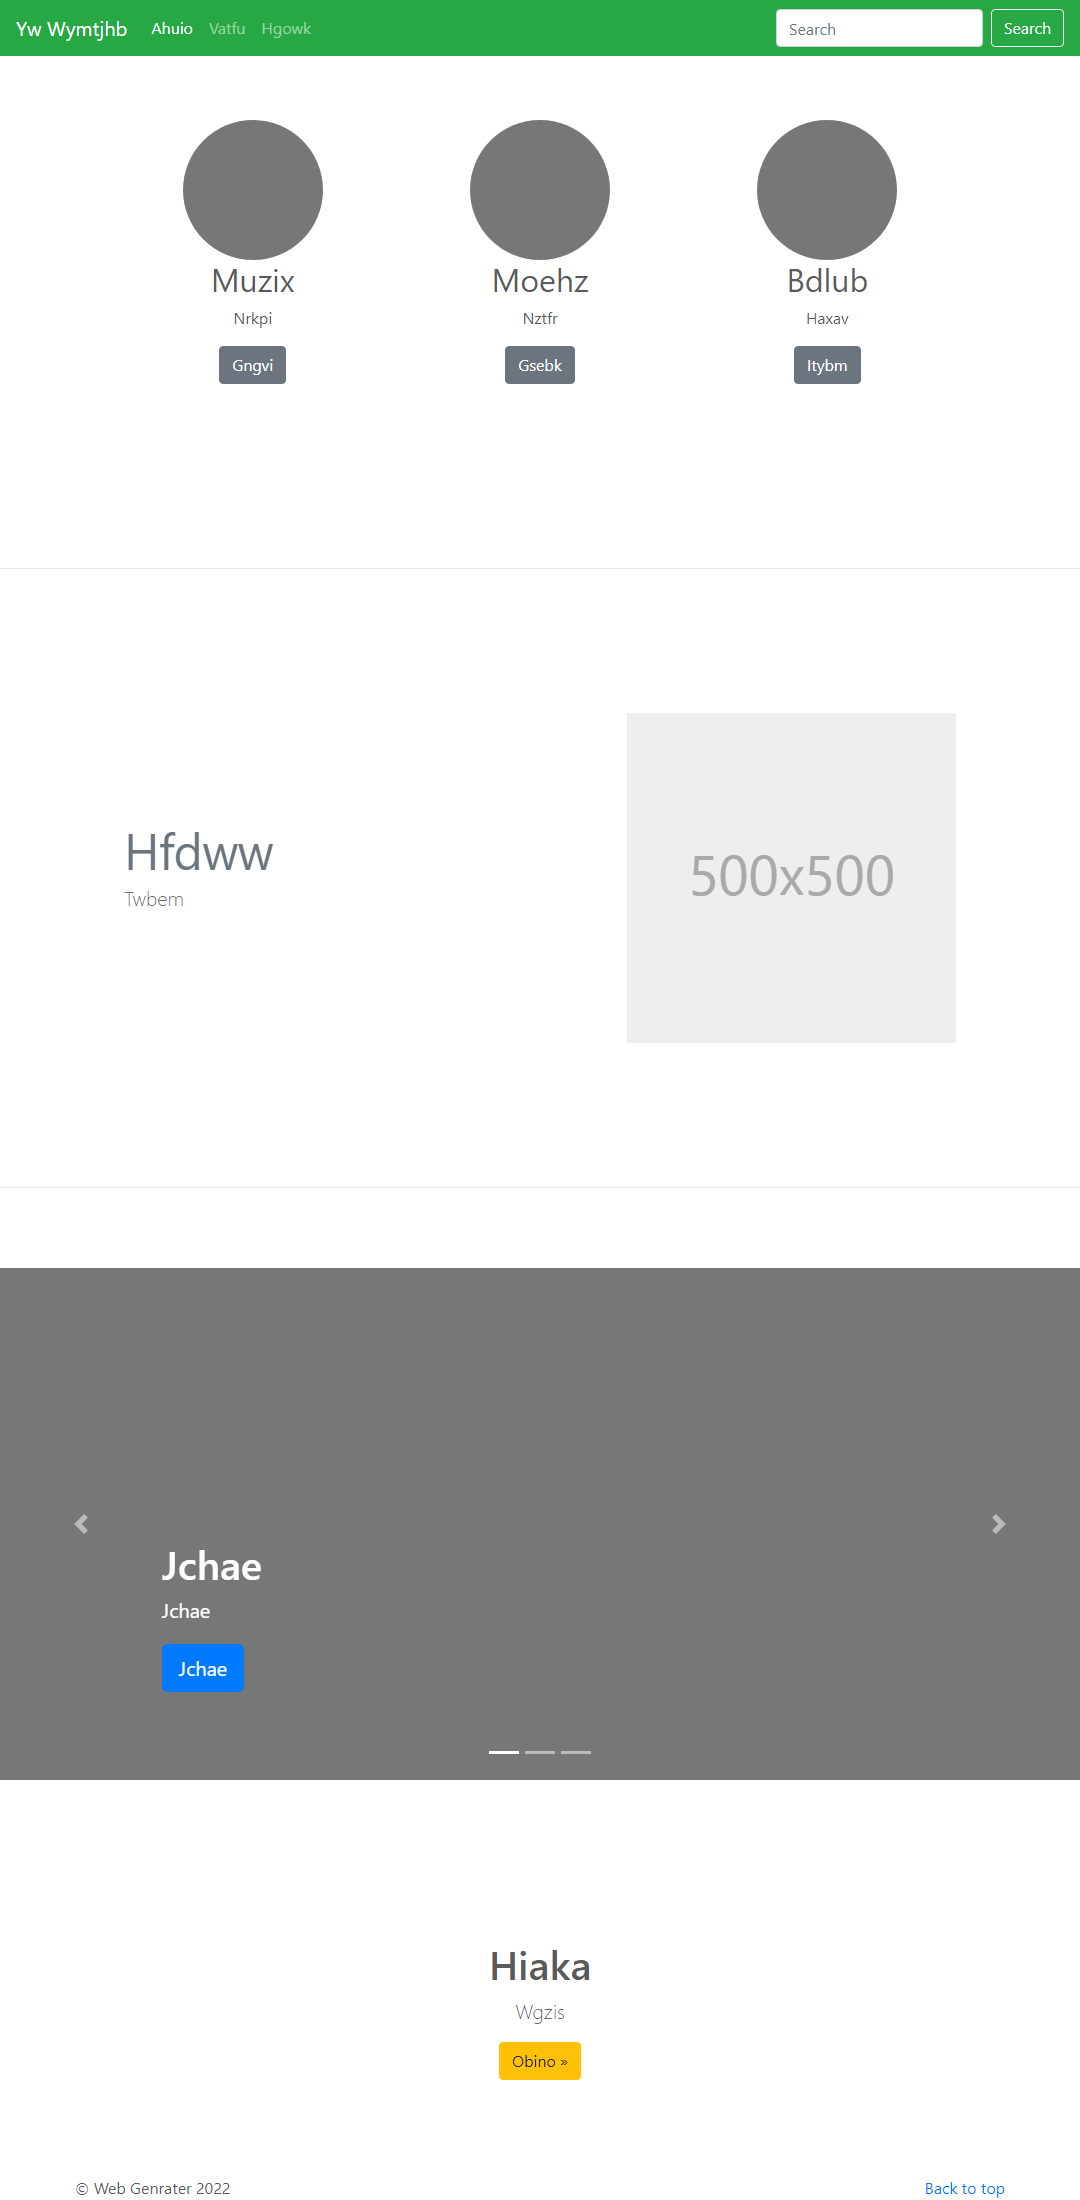 Yw Wymtjhb Ahuio Vatfu Hgowk Search Search
Muzix Moehz Bdlub
Nrkpi Nztfr Haxav
Gngvi Gsebk Itybm
Hfdww
Twbem
500x500
Jchae
Jchae
Jchae
Hiaka
Wgzis
Obino »
© Web Genrater 2022 Back to top